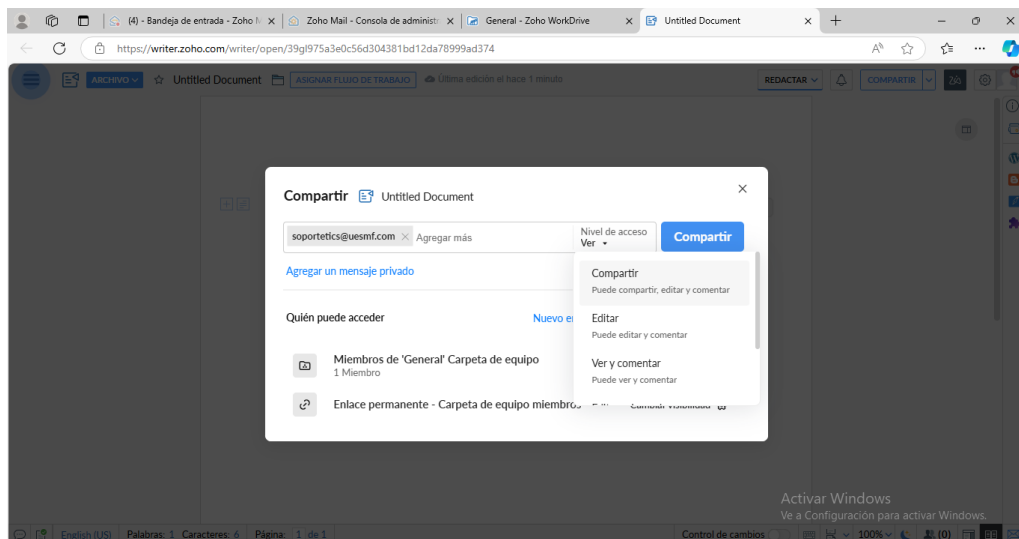 (4) - Bandeja de entrada - Zoho M
Zoho Mail - Consola de administr
General - Zoho WorkDrive
Untitled Document
https://writer.zoho.com/writer/open/39gl975a3e0c56d304381bd12da78999ad374
ARCHIVO
Untitled Document
ASIGNAR FLUJO DE TRABAJO
Última edición el hace 1 minuto
REDACTAR
COMPARTIR
Zia
Compartir
Untitled Document
soportetics@uesmf.com
Agregar más
Nivel de acceso
Ver
Compartir
Agregar un mensaje privado
Compartir
Puede compartir, editar y comentar
Quién puede acceder
Nuevo
Editar
Puede editar y comentar
Miembros de 'General' Carpeta de equipo
1 Miembro
Ver y comentar
Puede ver y comentar
Enlace permanente - Carpeta de equipo miembros
Activar Windows
Ve a Configuración para activar Windows.
English (US)
Palabras: 1
Caracteres: 6
Página: 1 de 1
Control de cambios
100%
(0)